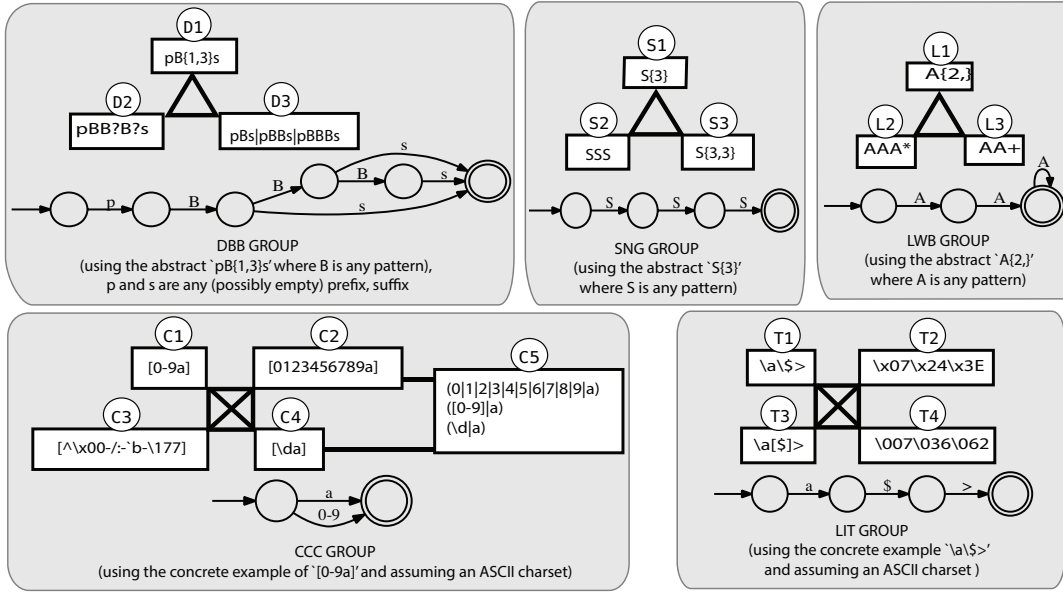 D1
pB{1,3}s
D2
pBB?B?s
D3
pBs|pBBs|pBBBs
p
B
B
B
s
s
s
DBB GROUP
(using the abstract `pB{1,3}s' where B is any pattern),
p and s are any (possibly empty) prefix, suffix
S1
S{3}
S2
SSS
S3
S{3,3}
S
S
S
SNG GROUP
(using the abstract `S{3}'
where S is any pattern)
L1
A{2,}
L2
AAA*
L3
AA+
A
A
A
LWB GROUP
(using the abstract `A{2,}'
where A is any pattern)
C1
[0-9a]
C2
[0123456789a]
C3
[^\x00-/:-`b-\177]
C4
[\da]
C5
(0|1|2|3|4|5|6|7|8|9|a)
([0-9]|a)
(\d|a)
a
0-9
CCC GROUP
(using the concrete example of `[0-9a]' and assuming an ASCII charset)
T1
\a\$>
T2
\x07\x24\x3E
T3
\a[$]>
T4
\007\036\062
a
$
>
LIT GROUP
(using the concrete example `\a\$>'
and assuming an ASCII charset )